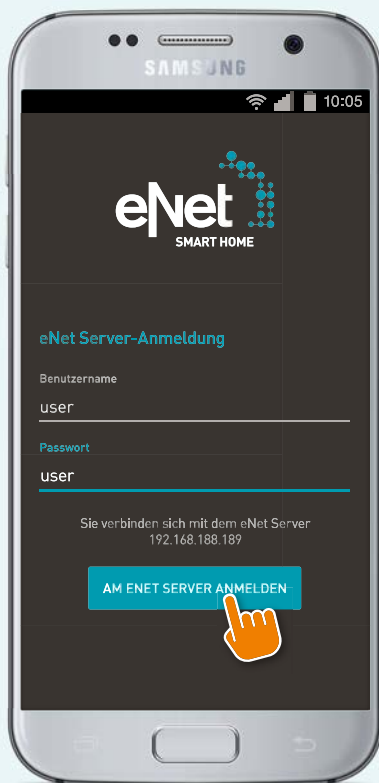 SAMSUNG
10:05
eNet
SMART HOME
eNet Server-Anmeldung
Benutzername
user
Passwort
user
Sie verbinden sich mit dem eNet Server
192.168.188.189
AM ENET SERVER ANMELDEN